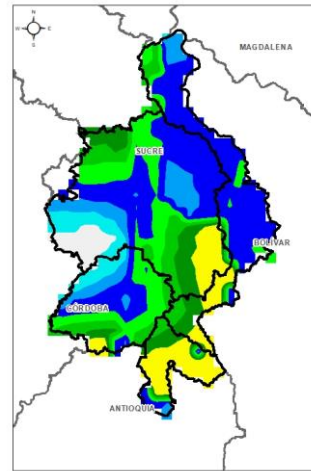 N
W E
S
MAGDALENA
SUCRE
BOLIVAR
CÓRDOBA
ANTIOQUIA